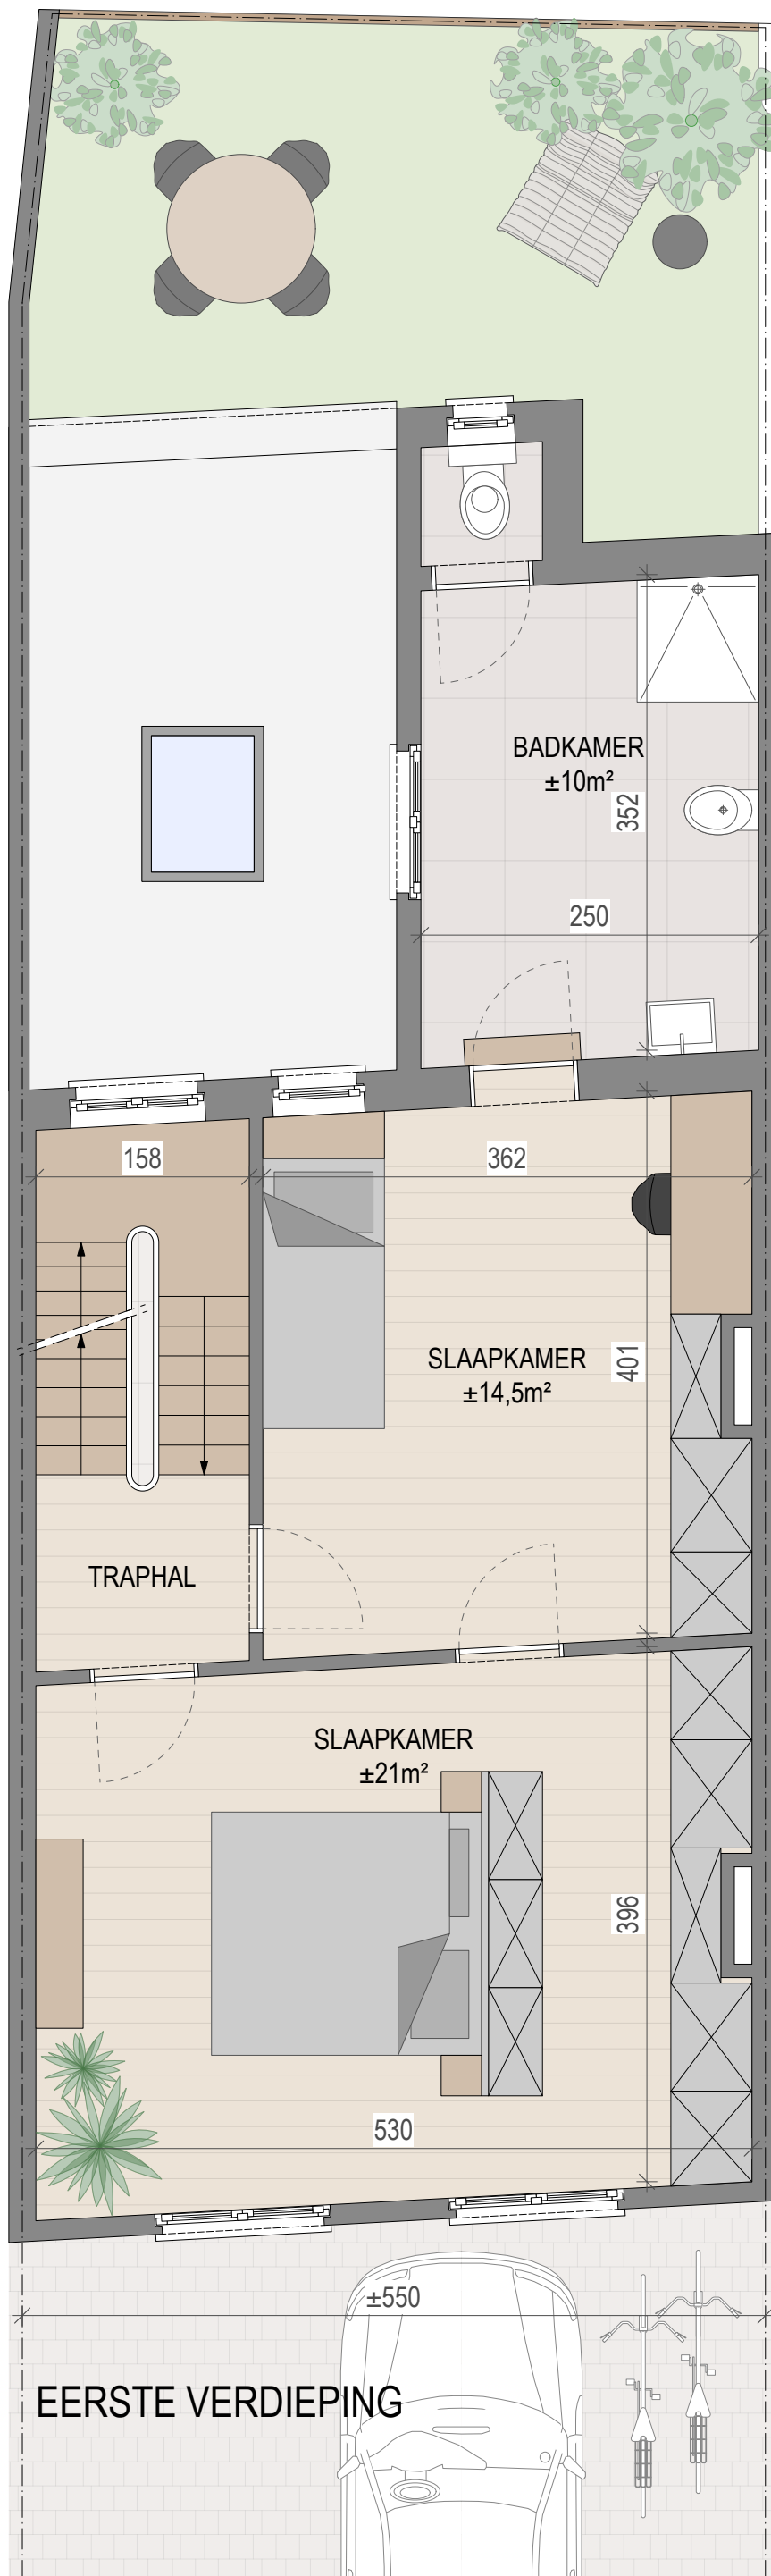 BADKAMER
±10m²
352
250
158
362
SLAAPKAMER
±14,5m²
401
TRAPHAL
SLAAPKAMER
±21m²
396
530
±550
EERSTE VERDIEPING